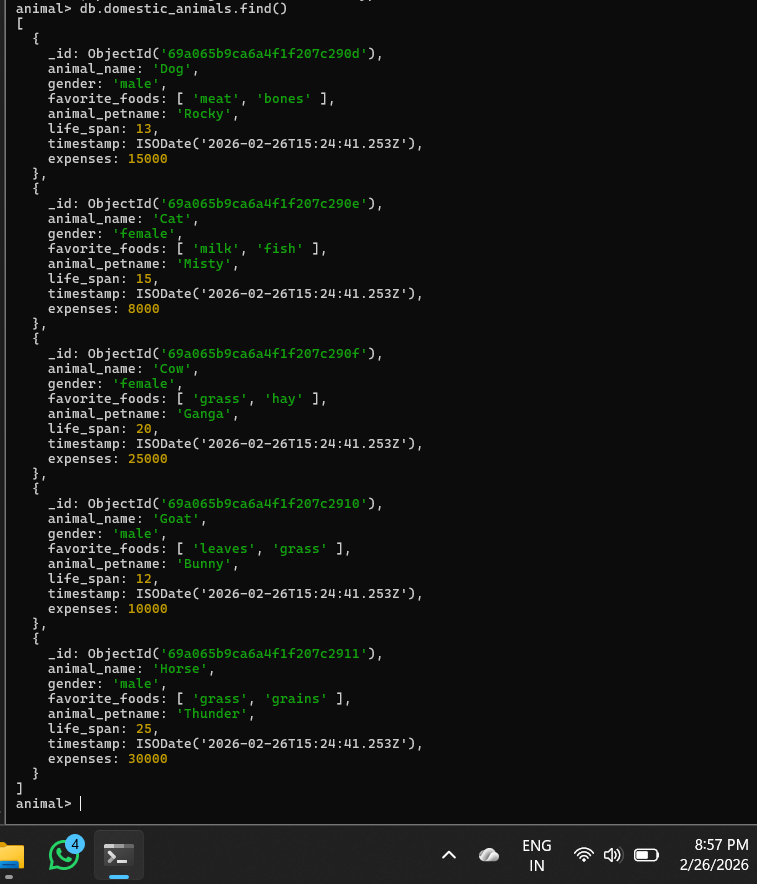 animal> db.domestic_animals.find()
[
  {
    _id: ObjectId('69a065b9ca6a4f1f207c290d'),
    animal_name: 'Dog',
    gender: 'male',
    favorite_foods: [ 'meat', 'bones' ],
    animal_petname: 'Rocky',
    life_span: 13,
    timestamp: ISODate('2026-02-26T15:24:41.253Z'),
    expenses: 15000
  },
  {
    _id: ObjectId('69a065b9ca6a4f1f207c290e'),
    animal_name: 'Cat',
    gender: 'female',
    favorite_foods: [ 'milk', 'fish' ],
    animal_petname: 'Misty',
    life_span: 15,
    timestamp: ISODate('2026-02-26T15:24:41.253Z'),
    expenses: 8000
  },
  {
    _id: ObjectId('69a065b9ca6a4f1f207c290f'),
    animal_name: 'Cow',
    gender: 'female',
    favorite_foods: [ 'grass', 'hay' ],
    animal_petname: 'Ganga',
    life_span: 20,
    timestamp: ISODate('2026-02-26T15:24:41.253Z'),
    expenses: 25000
  },
  {
    _id: ObjectId('69a065b9ca6a4f1f207c2910'),
    animal_name: 'Goat',
    gender: 'male',
    favorite_foods: [ 'leaves', 'grass' ],
    animal_petname: 'Bunny',
    life_span: 12,
    timestamp: ISODate('2026-02-26T15:24:41.253Z'),
    expenses: 10000
  },
  {
    _id: ObjectId('69a065b9ca6a4f1f207c2911'),
    animal_name: 'Horse',
    gender: 'male',
    favorite_foods: [ 'grass', 'grains' ],
    animal_petname: 'Thunder',
    life_span: 25,
    timestamp: ISODate('2026-02-26T15:24:41.253Z'),
    expenses: 30000
  }
]
animal>
4
ENG
IN
8:57 PM
2/26/2026